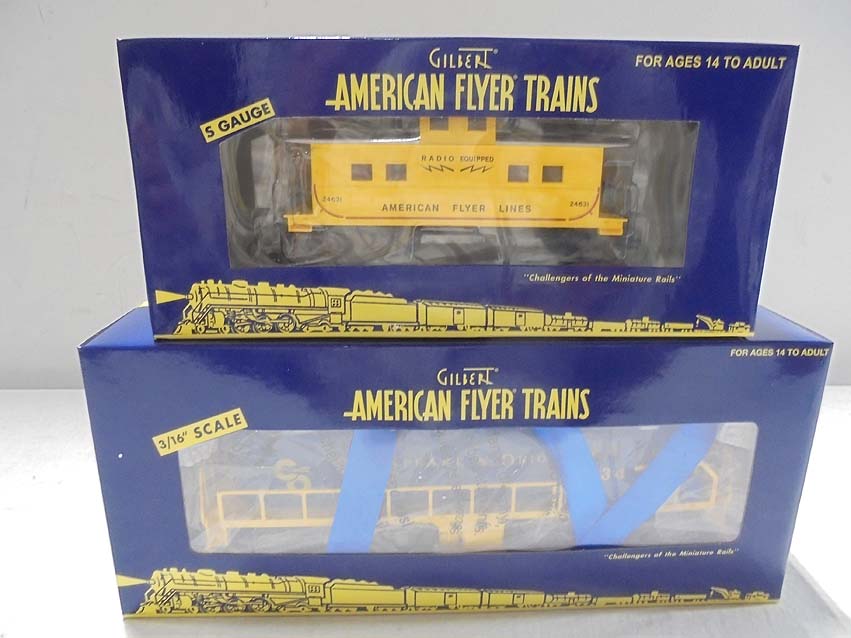 GILBERT
AMERICAN FLYER TRAINS
FOR AGES 14 TO ADULT
S GAUGE
RADIO EQUIPPED
24631 24631
AMERICAN FLYER LINES
"Challengers of the Miniature Rails"
GILBERT
AMERICAN FLYER TRAINS
FOR AGES 14 TO ADULT
3/16" SCALE
"Challengers of the Miniature Rails"